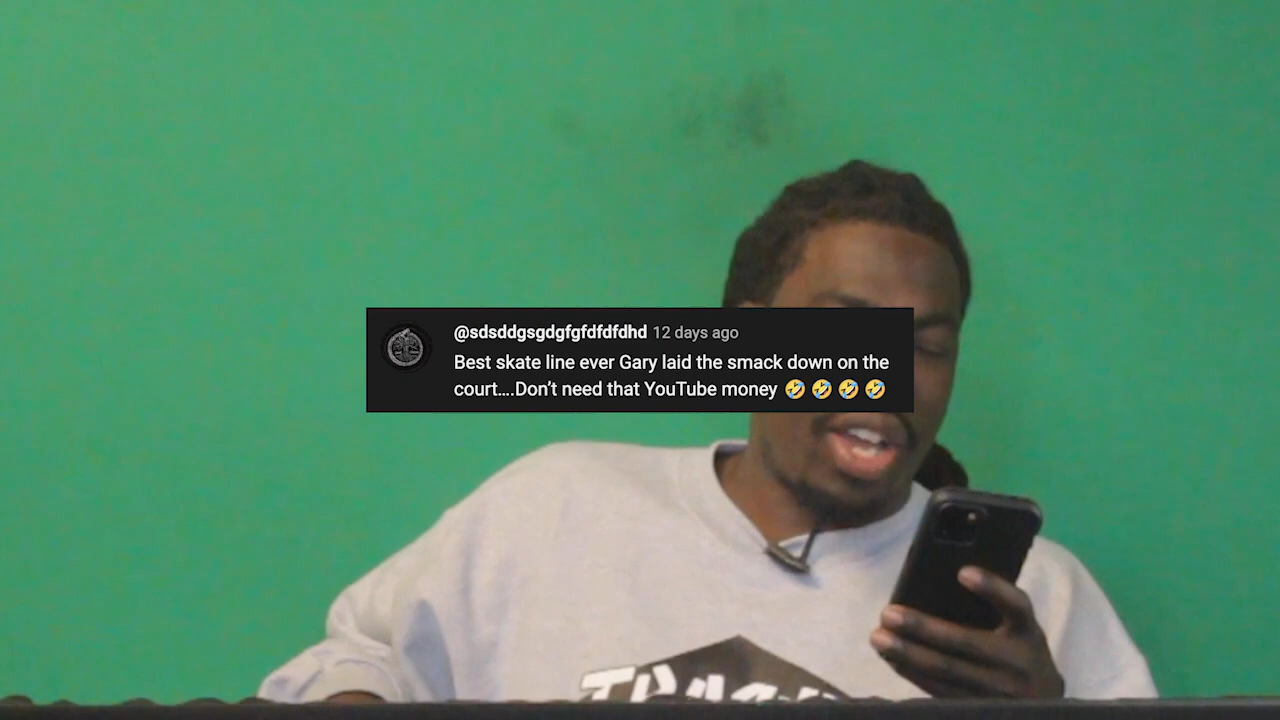 @sdsddgsgdgfgfdfdfdhd 12 days ago
Best skate line ever Gary laid the smack down on the
court....Don't need that YouTube money 🤣 🤣 🤣 🤣